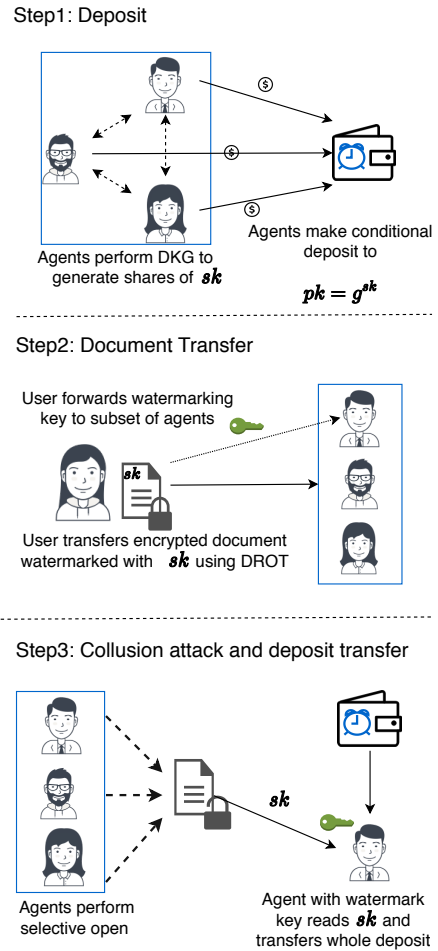 Step1: Deposit
$
$
$
Agents perform DKG to
generate shares of sk
Agents make conditional
deposit to
pk = g^sk
Step2: Document Transfer
User forwards watermarking
key to subset of agents
sk
User transfers encrypted document
watermarked with sk using DROT
Step3: Collusion attack and deposit transfer
sk
Agents perform
selective open
Agent with watermark
key reads sk and
transfers whole deposit